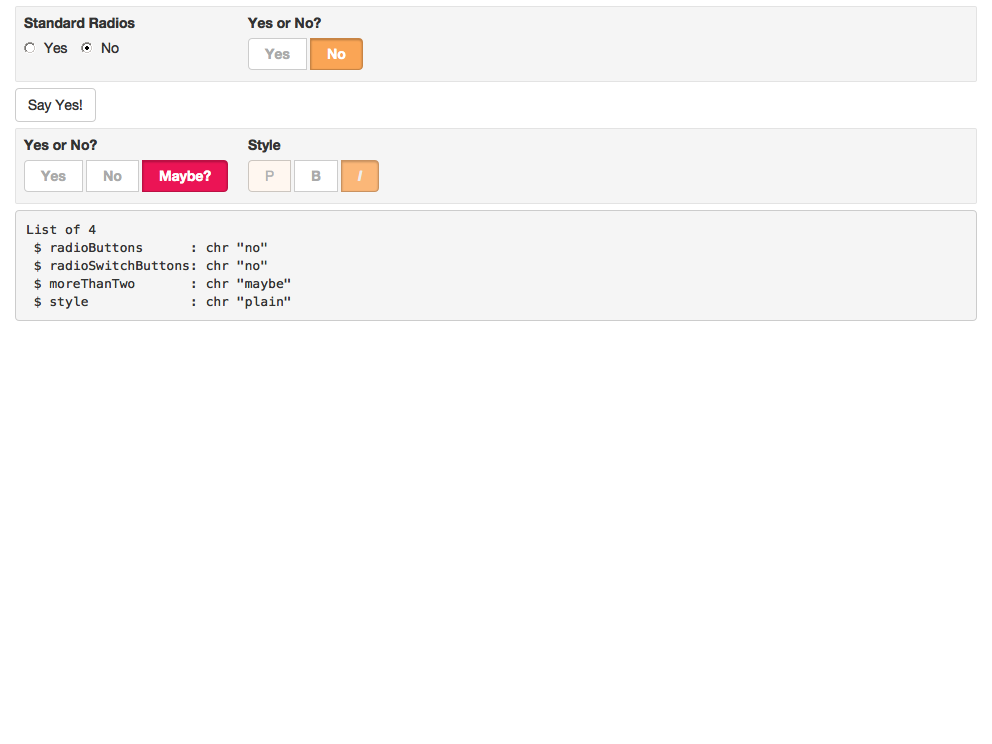 Standard Radios
Yes No
Yes or No?
Yes No
Say Yes!
Yes or No?
Yes No Maybe?
Style
P B I
List of 4
 $ radioButtons      : chr "no"
 $ radioSwitchButtons: chr "no"
 $ moreThanTwo       : chr "maybe"
 $ style             : chr "plain"